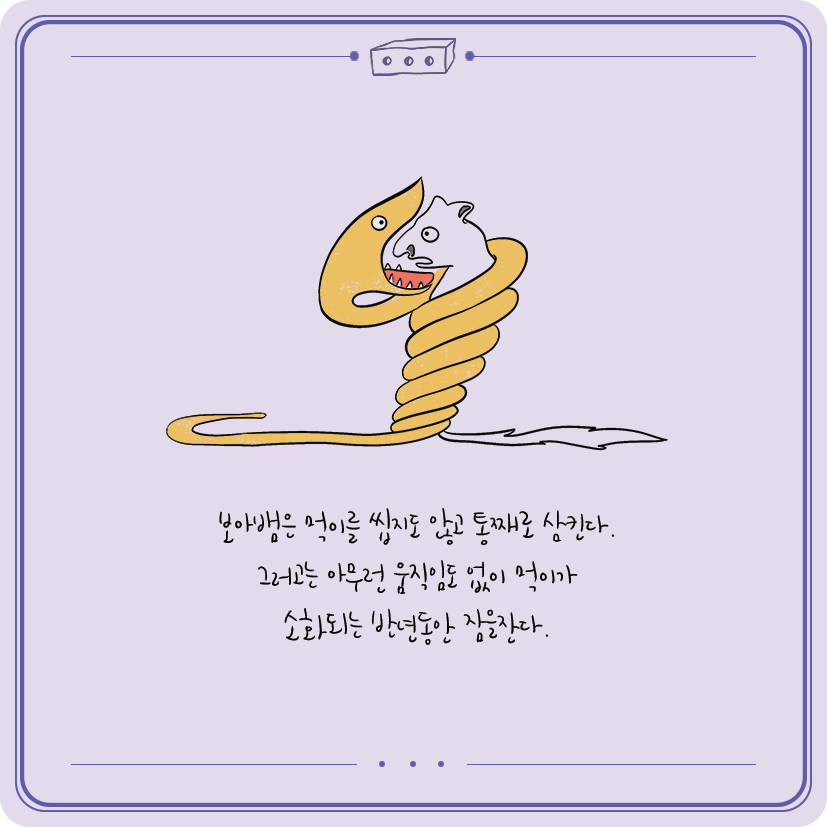 보아뱀은 먹이를 씹지도 않고 통째로 삼킨다.
그러고는 아무런 움직임도 없이 먹이가
소화되는 반년동안 잠을잔다.